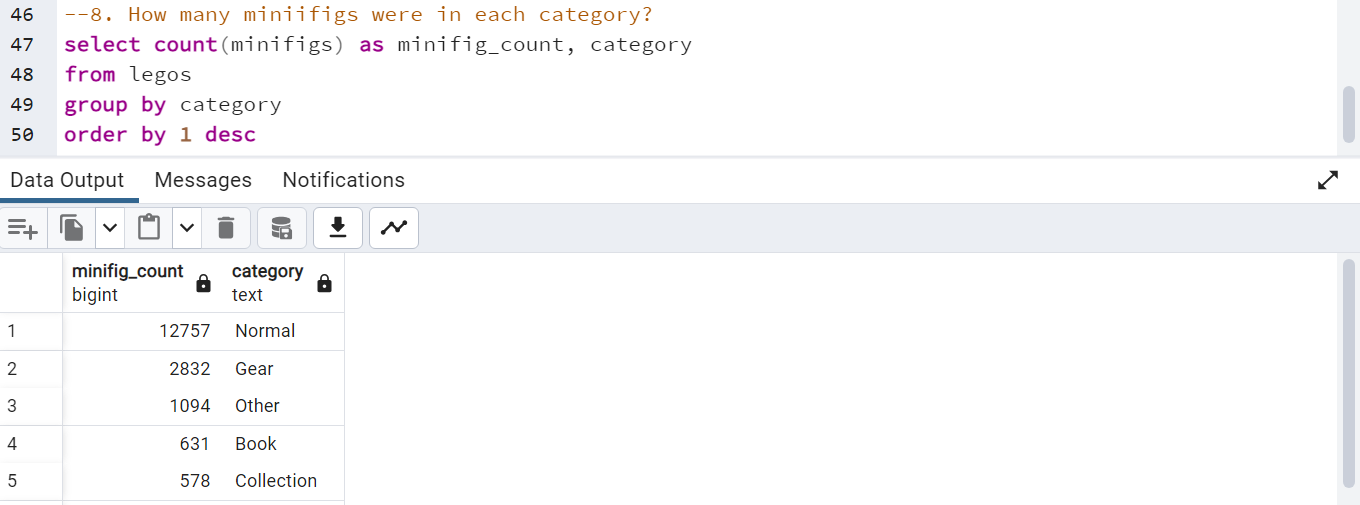 46 --8. How many miniifigs were in each category?
47 select count(minifigs) as minifig_count, category
48 from legos
49 group by category
50 order by 1 desc
Data Output Messages Notifications
minifig_count category
bigint text
1 12757 Normal
2 2832 Gear
3 1094 Other
4 631 Book
5 578 Collection